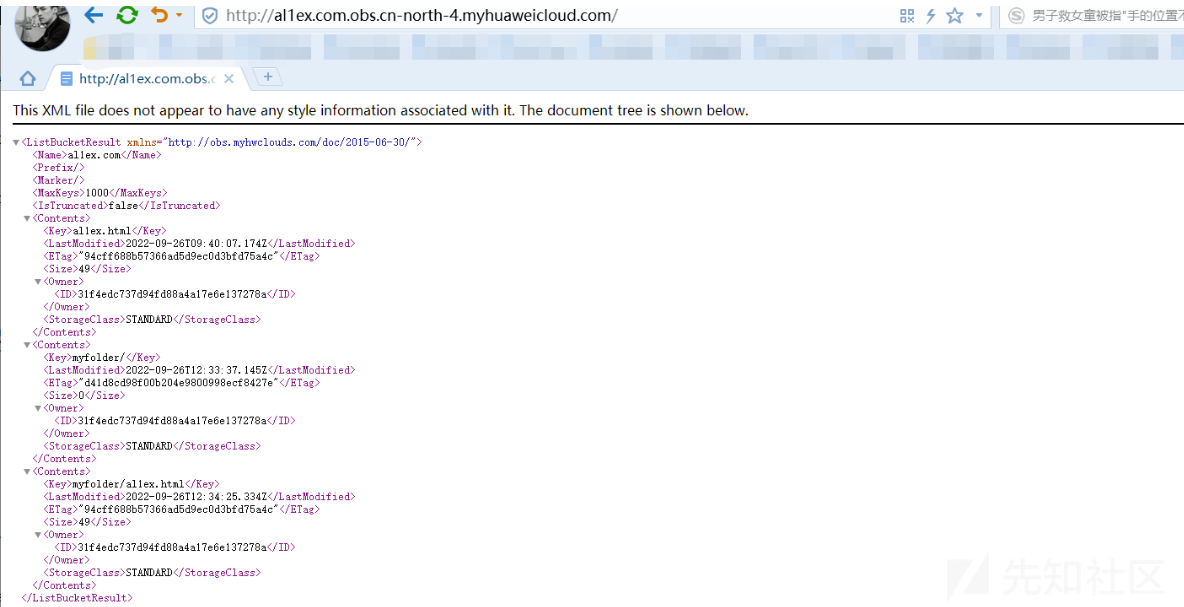 http://al1ex.com.obs.cn-north-4.myhuaweicloud.com/
男子救女童被指"手的位置不
http://al1ex.com.obs.c
This XML file does not appear to have any style information associated with it. The document tree is shown below.
▼<ListBucketResult xmlns="http://obs.myhwclouds.com/doc/2015-06-30/">
<Name>al1ex.com</Name>
<Prefix/>
<Marker/>
<MaxKeys>1000</MaxKeys>
<IsTruncated>false</IsTruncated>
▼<Contents>
<Key>al1ex.html</Key>
<LastModified>2022-09-26T09:40:07.174Z</LastModified>
<ETag>"94cff688b57366ad5d9ec0d3bfd75a4c"</ETag>
<Size>49</Size>
▼<Owner>
<ID>31f4edc737d94fd88a4a17e6e137278a</ID>
</Owner>
<StorageClass>STANDARD</StorageClass>
</Contents>
▼<Contents>
<Key>myfolder/</Key>
<LastModified>2022-09-26T12:33:37.145Z</LastModified>
<ETag>"d41d8cd98f00b204e9800998ecf8427e"</ETag>
<Size>0</Size>
▼<Owner>
<ID>31f4edc737d94fd88a4a17e6e137278a</ID>
</Owner>
<StorageClass>STANDARD</StorageClass>
</Contents>
▼<Contents>
<Key>myfolder/al1ex.html</Key>
<LastModified>2022-09-26T12:34:25.334Z</LastModified>
<ETag>"94cff688b57366ad5d9ec0d3bfd75a4c"</ETag>
<Size>49</Size>
▼<Owner>
<ID>31f4edc737d94fd88a4a17e6e137278a</ID>
</Owner>
<StorageClass>STANDARD</StorageClass>
</Contents>
</ListBucketResult>
先知社区